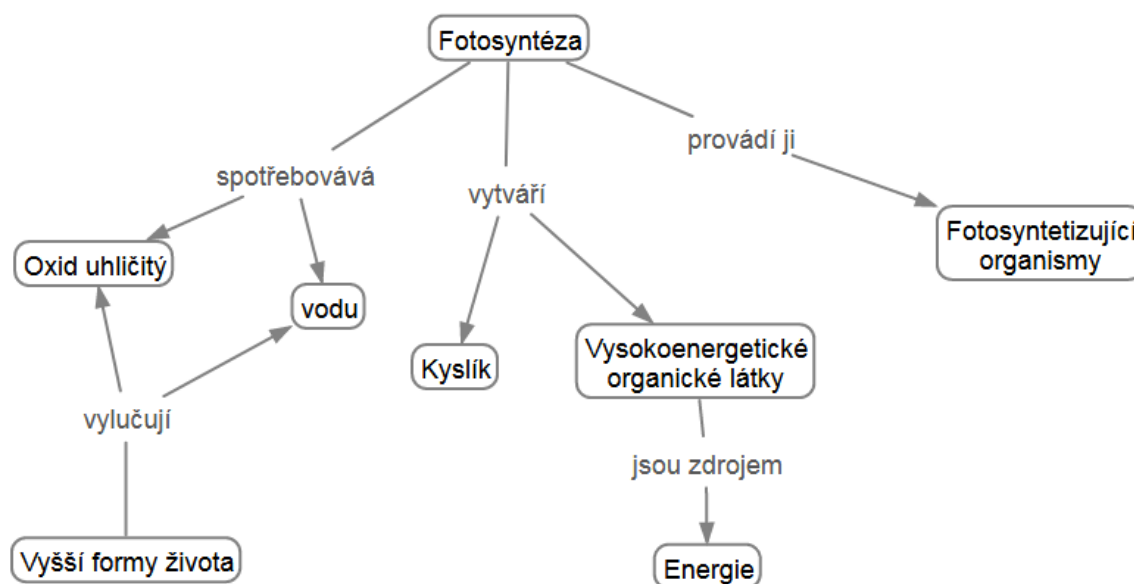 Fotosyntéza
provádí ji
spotřebovává
vytváří
Fotosyntetizující
organismy
Oxid uhličitý
vodu
Kyslík
Vysokoenergetické
organické látky
vylučují
jsou zdrojem
Vyšší formy života
Energie